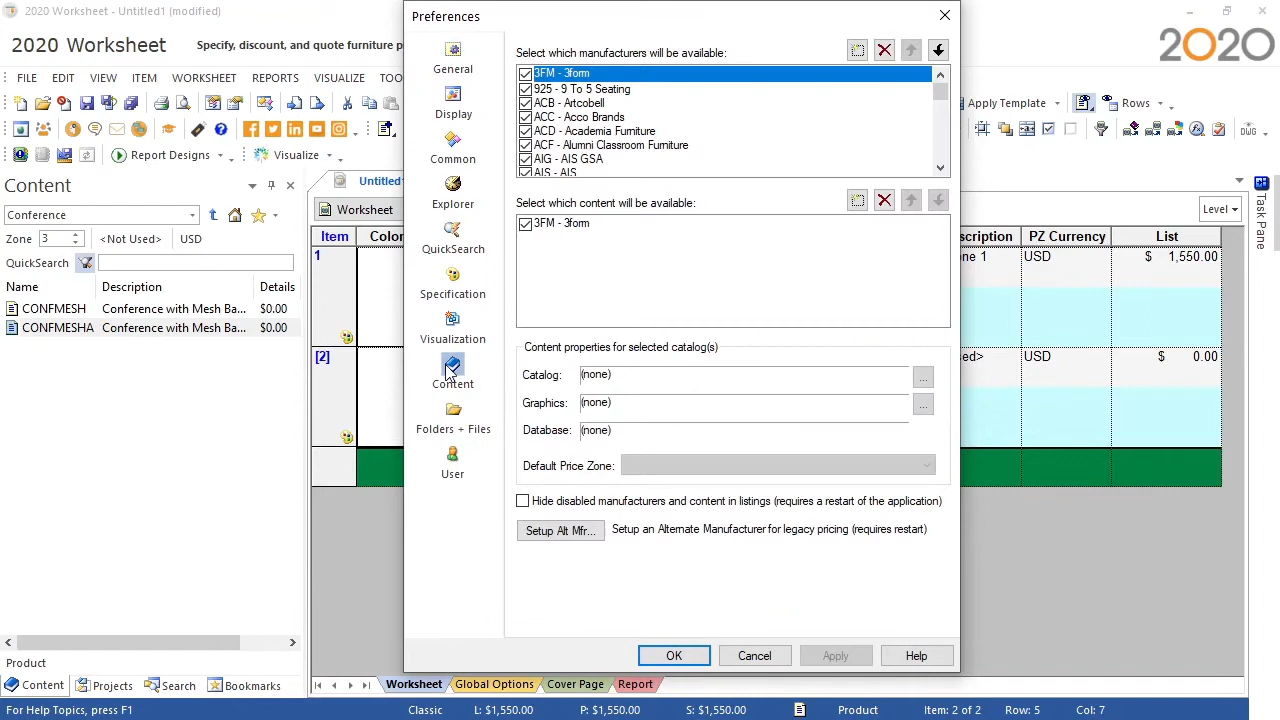 2020 Worksheet - Untitled1 (modified)
2020 Worksheet
Specify, discount, and quote furniture p
2020
FILE EDIT VIEW ITEM WORKSHEET REPORTS VISUALIZE TOO
Apply Template
Rows
DWG
Report Designs
Visualize
Content
Conference
Zone 3 <Not Used> USD
QuickSearch
Name Description Details
CONFMESH Conference with Mesh Ba... $0.00
CONFMESHA Conference with Mesh Ba... $0.00
Product
Content Projects Search Bookmarks
Untitled1
Worksheet
Level
Task Pane
Item Color scription PZ Currency List
1 one 1 USD $ 1,550.00
[2] sed> USD $ 0.00
Preferences
General
Display
Common
Explorer
QuickSearch
Specification
Visualization
Content
Folders + Files
User
Select which manufacturers will be available:
3FM - 3form
925 - 9 To 5 Seating
ACB - Artcobell
ACC - Acco Brands
ACD - Academia Furniture
ACF - Alumni Classroom Furniture
AIG - AIS GSA
AIS - AIS
Select which content will be available:
3FM - 3form
Content properties for selected catalog(s)
Catalog: (none) ...
Graphics: (none) ...
Database: (none)
Default Price Zone:
Hide disabled manufacturers and content in listings (requires a restart of the application)
Setup Alt Mfr... Setup an Alternate Manufacturer for legacy pricing (requires restart)
OK Cancel Apply Help
Worksheet Global Options Cover Page Report
For Help Topics, press F1 Classic L: $1,550.00 P: $1,550.00 S: $1,550.00 Product Item: 2 of 2 Row: 5 Col: 7